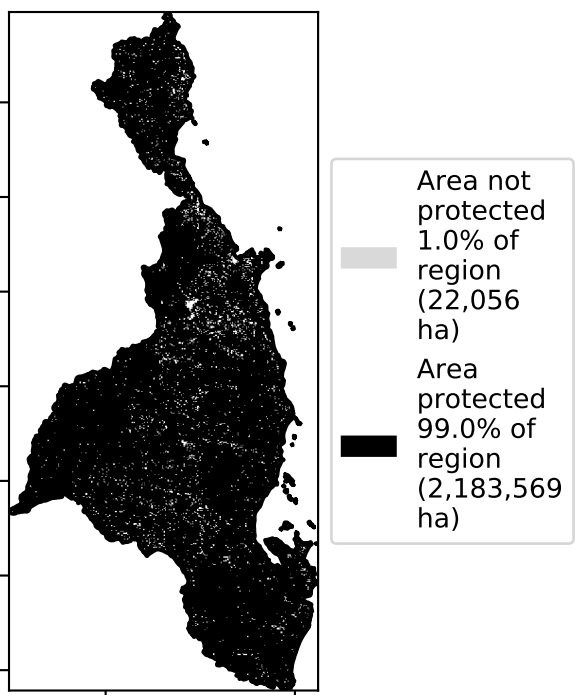 Area not
protected
1.0% of
region
(22,056
ha)
Area
protected
99.0% of
region
(2,183,569
ha)